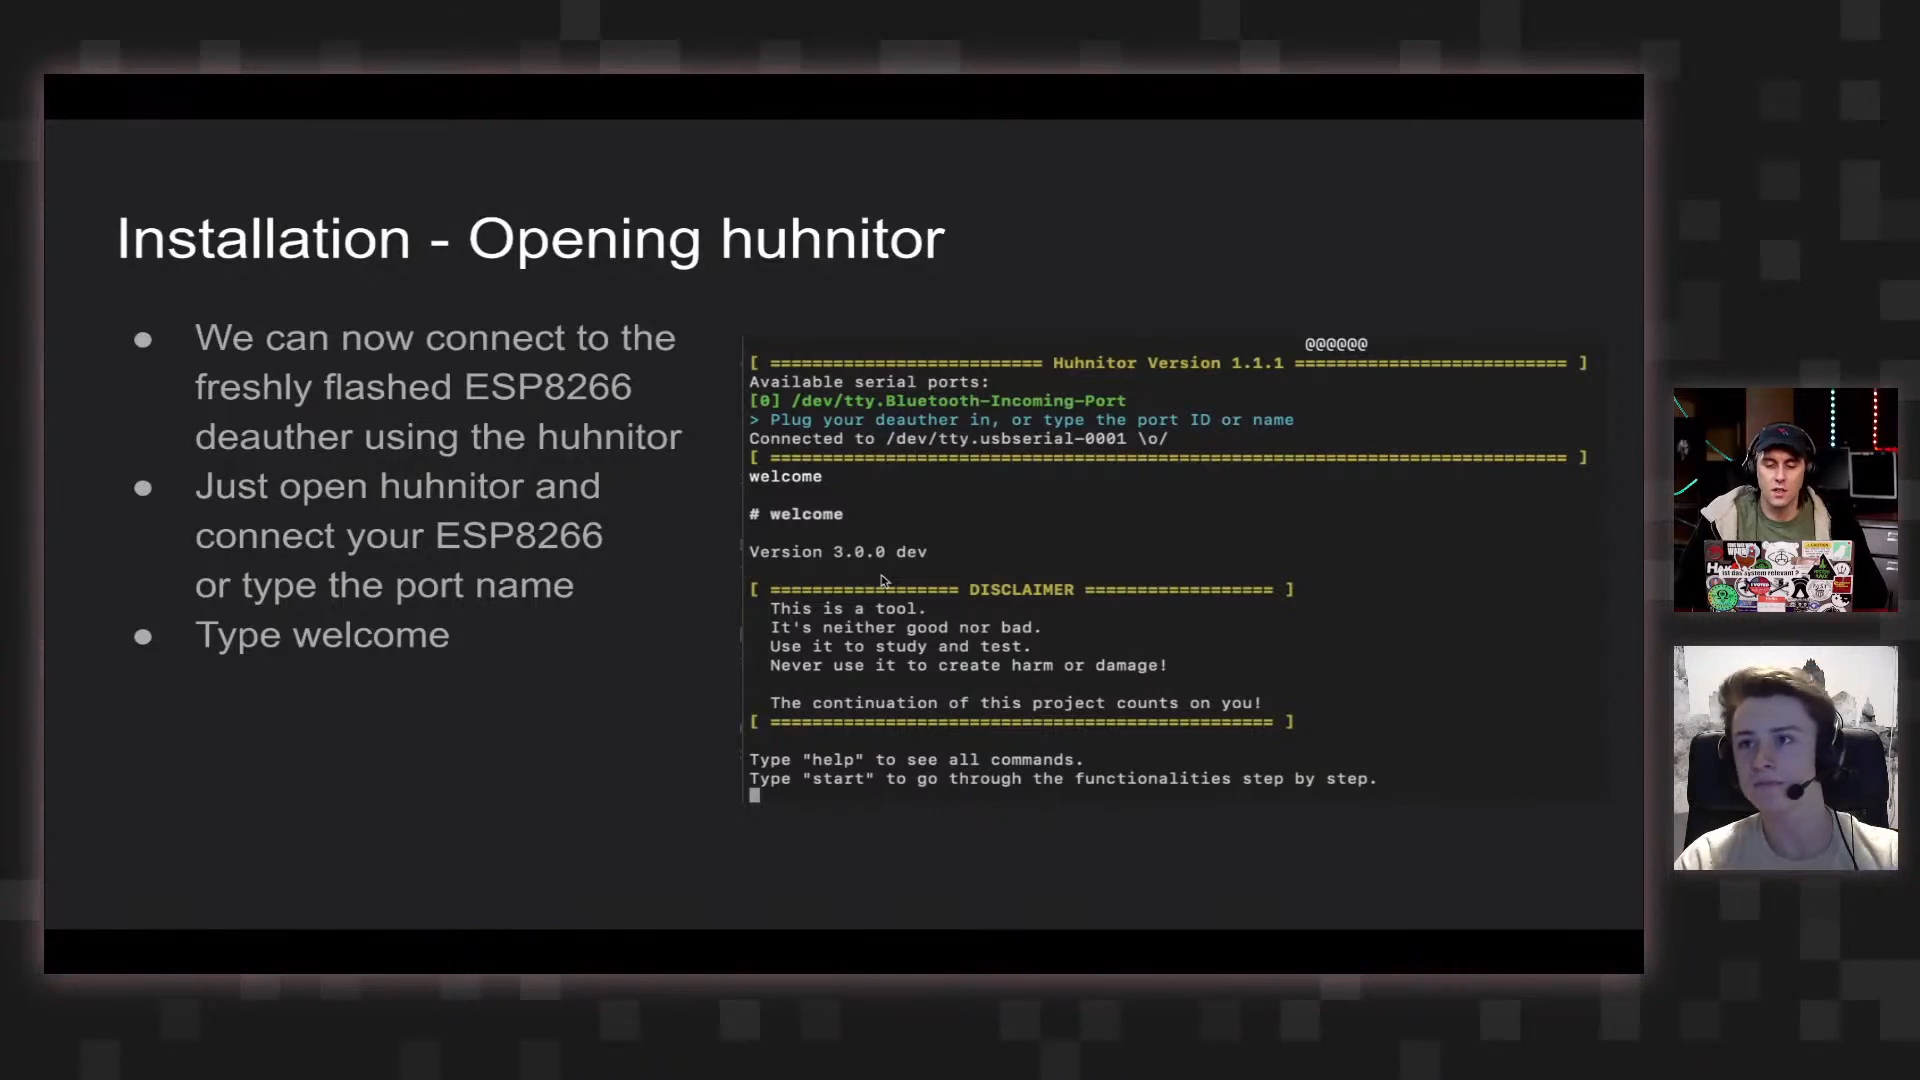 Installation - Opening huhnitor
● We can now connect to the
freshly flashed ESP8266
deauther using the huhnitor
● Just open huhnitor and
connect your ESP8266
or type the port name
● Type welcome
@@@@@@
[ ========================== Huhnitor Version 1.1.1 ========================== ]
Available serial ports:
[0] /dev/tty.Bluetooth-Incoming-Port
> Plug your deauther in, or type the port ID or name
Connected to /dev/tty.usbserial-0001 \o/
[ ============================================================================ ]
welcome
# welcome
Version 3.0.0 dev
[ ================== DISCLAIMER ================== ]
This is a tool.
It's neither good nor bad.
Use it to study and test.
Never use it to create harm or damage!
The continuation of this project counts on you!
[ ================================================ ]
Type "help" to see all commands.
Type "start" to go through the functionalities step by step.
ist das system relevant ?